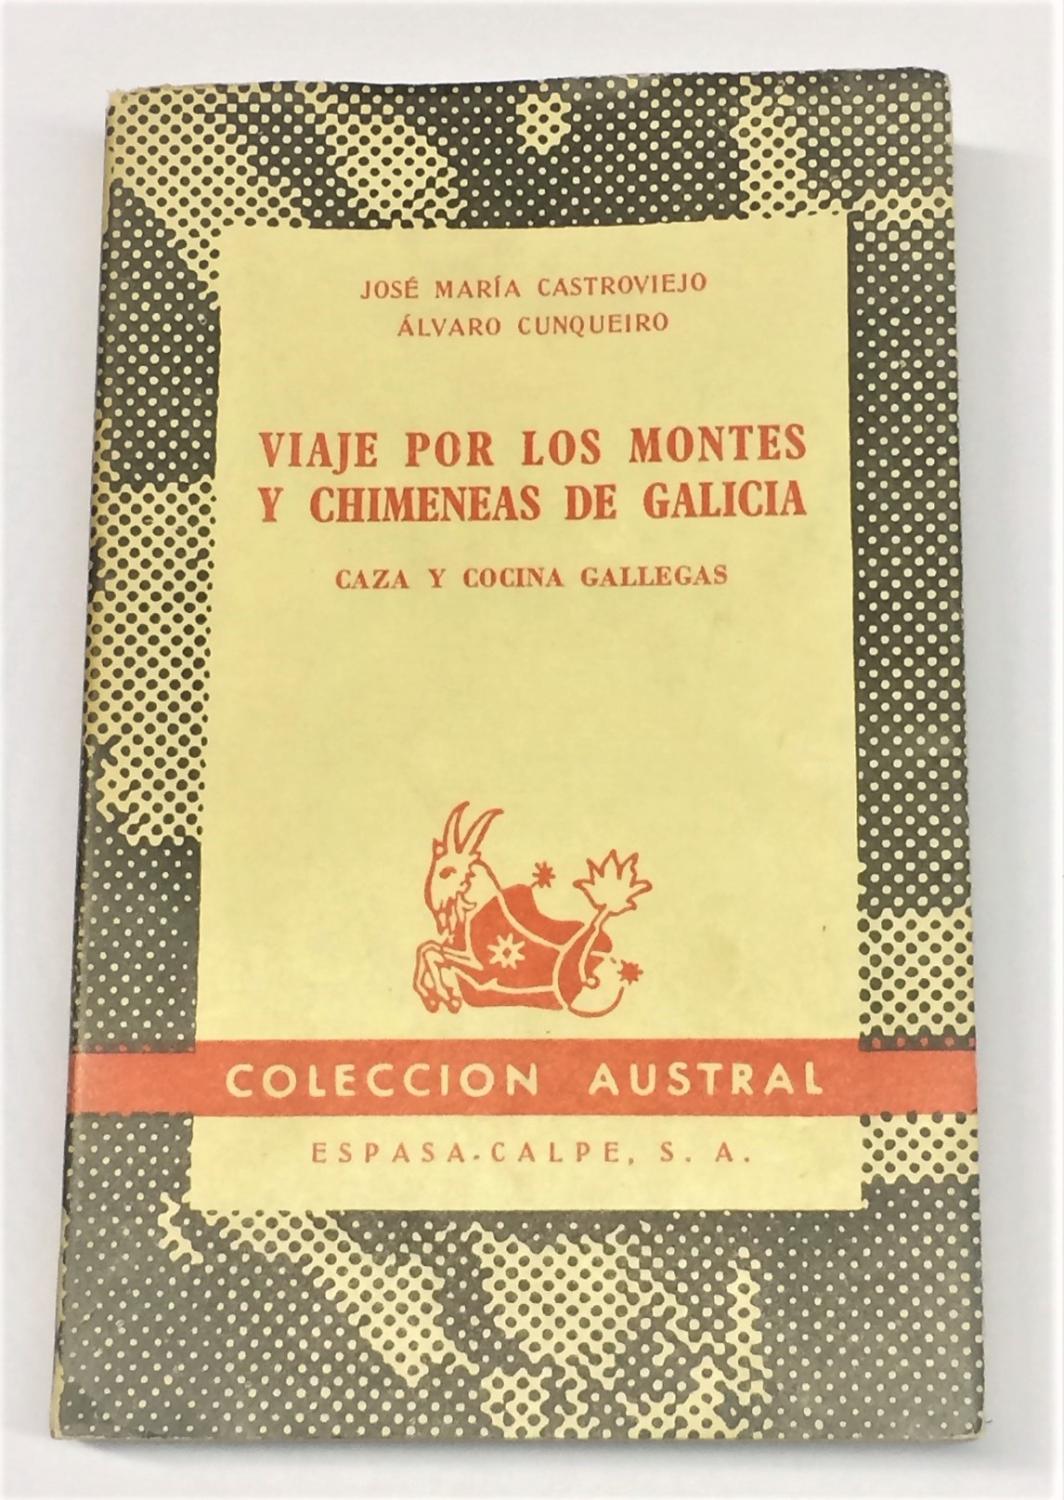 JOSÉ MARÍA CASTROVIEJO
ÁLVARO CUNQUEIRO
VIAJE POR LOS MONTES
Y CHIMENEAS DE GALICIA
CAZA Y COCINA GALLEGAS
COLECCION AUSTRAL
ESPASA-CALPE, S. A.